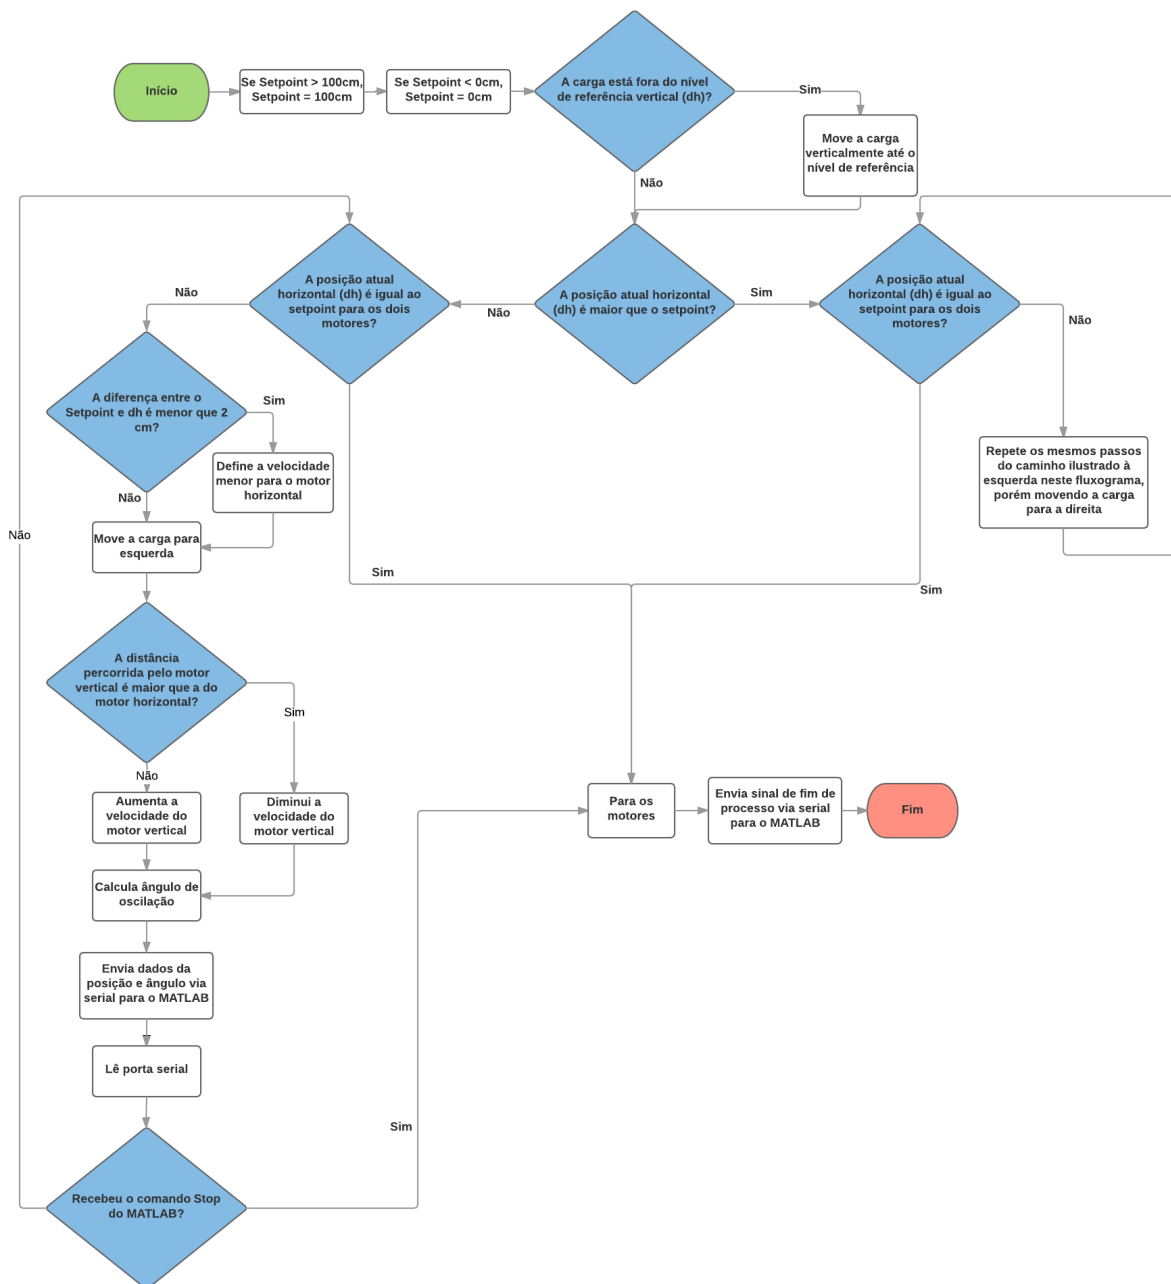 Início
Se Setpoint > 100cm,
Setpoint = 100cm
Se Setpoint < 0cm,
Setpoint = 0cm
A carga está fora do nível
de referência vertical (dh)?
Sim
Move a carga
verticalmente até o
nível de referência
Não
A posição atual horizontal
(dh) é maior que o setpoint?
Não
Sim
A posição atual
horizontal (dh) é igual ao
setpoint para os dois
motores?
Não
Sim
A posição atual
horizontal (dh) é igual ao
setpoint para os dois
motores?
Não
Sim
Repete os mesmos passos
do caminho ilustrado à
esquerda neste fluxograma,
porém movendo a carga
para a direita
A diferença entre o
Setpoint e dh é menor que 2
cm?
Sim
Define a velocidade
menor para o motor
horizontal
Não
Move a carga para
esquerda
A distância
percorrida pelo motor
vertical é maior que a do
motor horizontal?
Sim
Diminui a
velocidade do
motor vertical
Não
Aumenta a
velocidade do
motor vertical
Calcula ângulo de
oscilação
Envia dados da
posição e ângulo via
serial para o MATLAB
Lê porta serial
Recebeu o comando Stop
do MATLAB?
Não
Sim
Para os
motores
Envia sinal de fim de
processo via serial
para o MATLAB
Fim